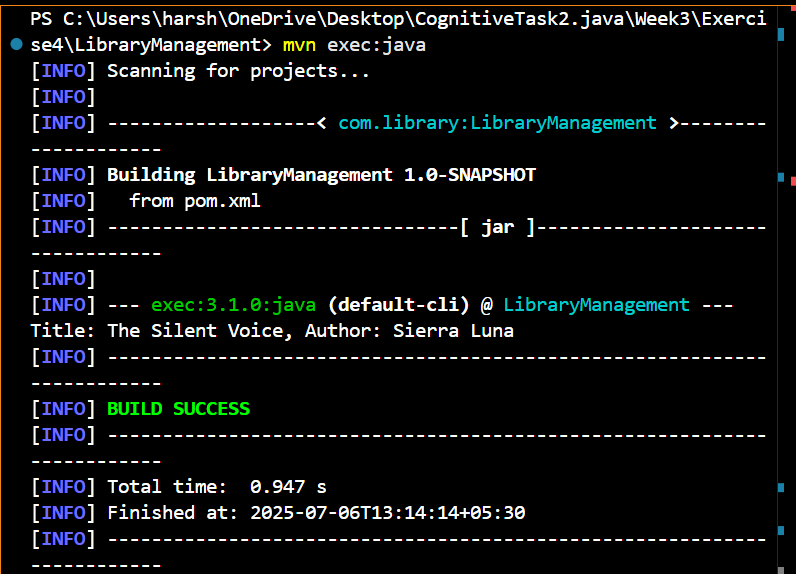 PS C:\Users\harsh\OneDrive\Desktop\CognitiveTask2.java\Week3\Exerci
se4\LibraryManagement> mvn exec:java
[INFO] Scanning for projects...
[INFO]
[INFO] -------------------< com.library:LibraryManagement >--------
------------
[INFO] Building LibraryManagement 1.0-SNAPSHOT
[INFO]   from pom.xml
[INFO] --------------------------------[ jar ]---------------------
------------
[INFO]
[INFO] --- exec:3.1.0:java (default-cli) @ LibraryManagement ---
Title: The Silent Voice, Author: Sierra Luna
[INFO] ------------------------------------------------------------
------------
[INFO] BUILD SUCCESS
[INFO] ------------------------------------------------------------
------------
[INFO] Total time:  0.947 s
[INFO] Finished at: 2025-07-06T13:14:14+05:30
[INFO] ------------------------------------------------------------
------------